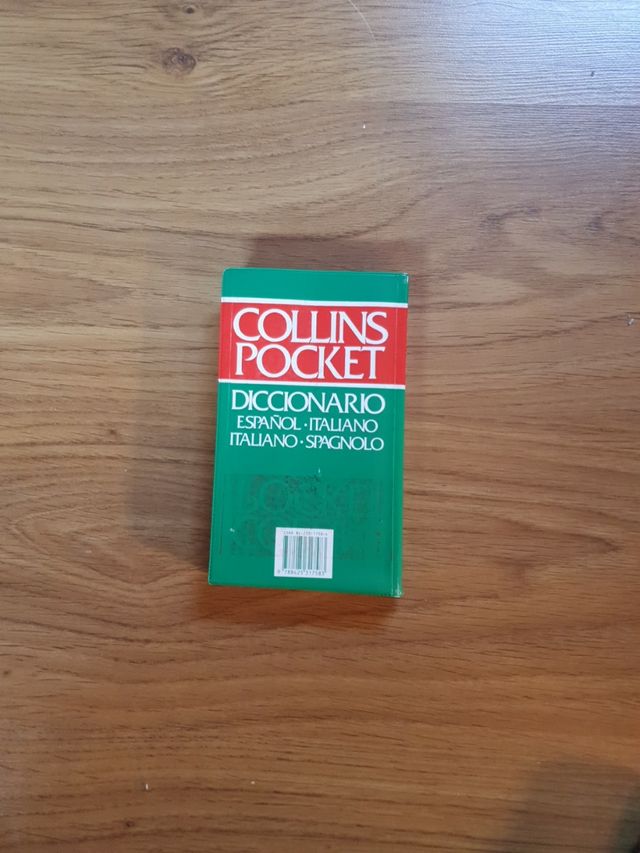 COLLINS
POCKET
DICCIONARIO
ESPAÑOL · ITALIANO
ITALIANO · SPAGNOLO